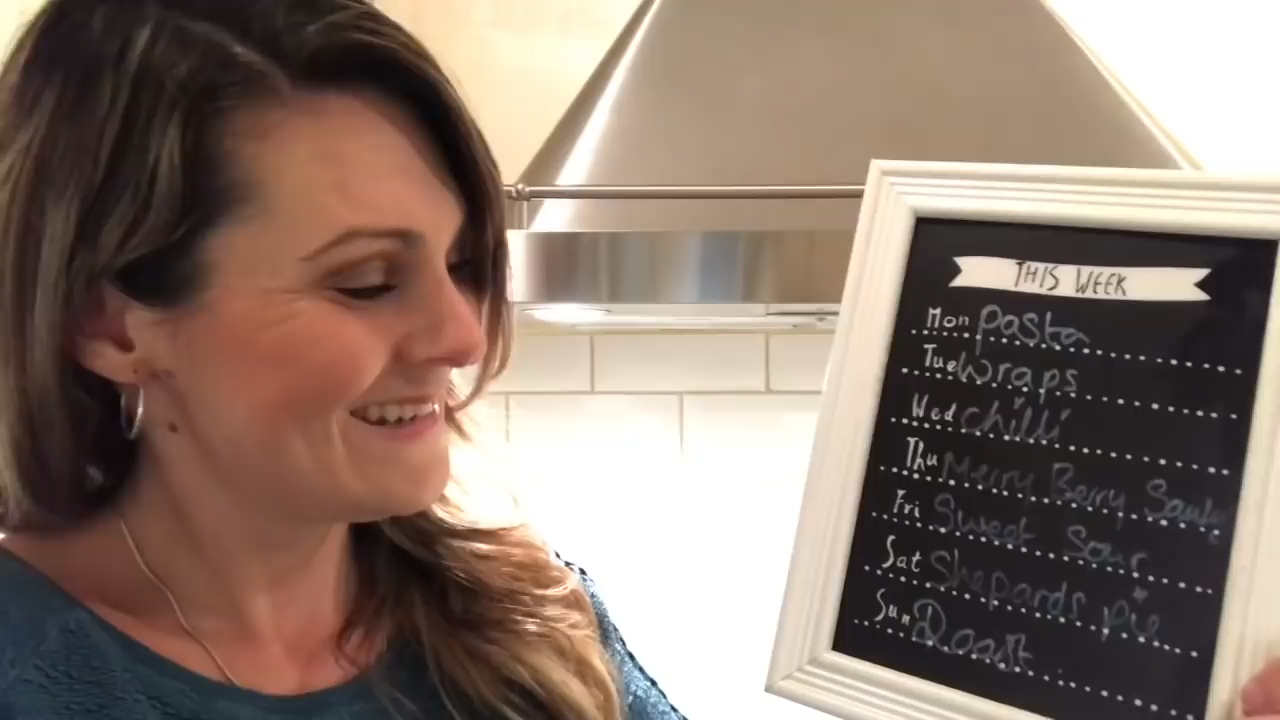 THIS WEEK
Mon pasta
Tue wraps
Wed chilli
Thu Merry Berry
Fri Sweet Sour
Sat Shepards pie
Sun Roast